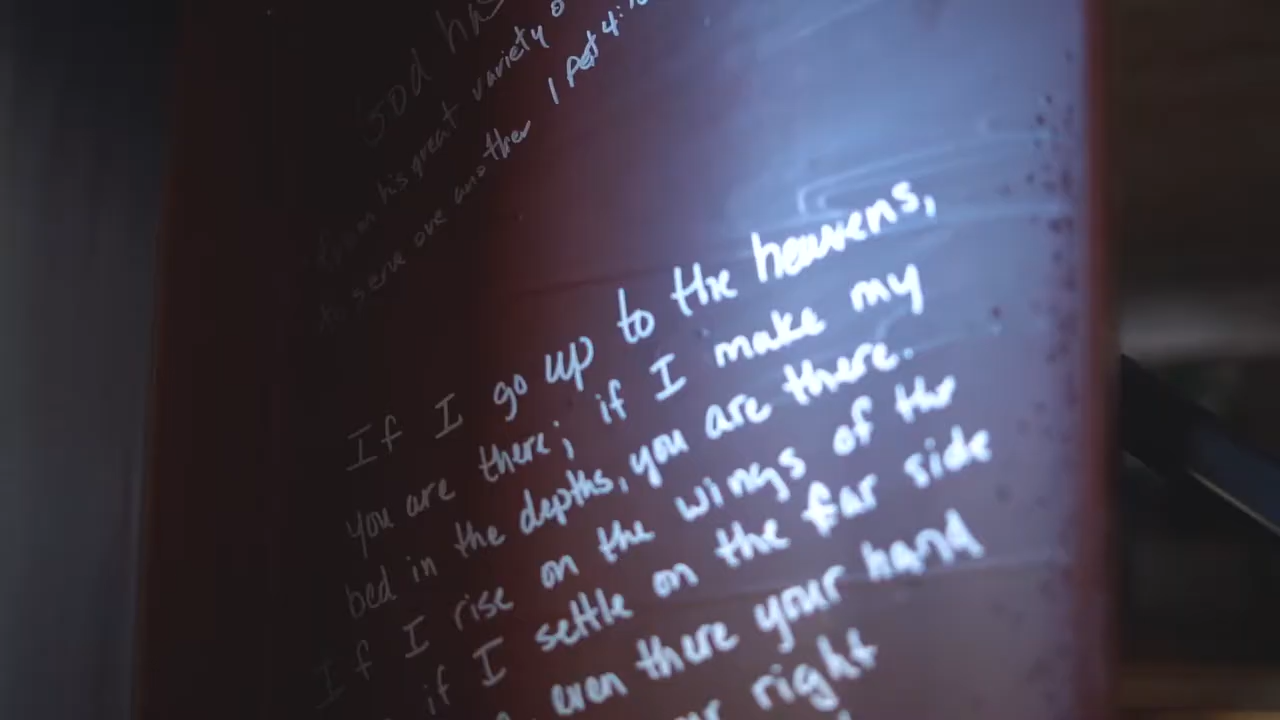 God has
from his great variety o
to serve one another 1 Pet 4:10
If I go up to the heavens,
you are there; if I make my
bed in the depths, you are there.
If I rise on the wings of the
if I settle on the far side
even there your hand
right